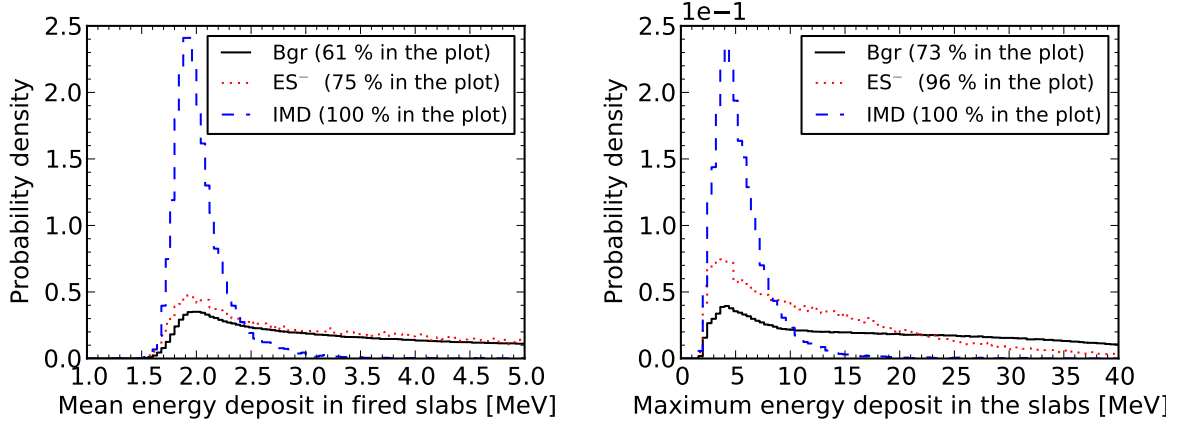 2.5
2.0
1.5
1.0
0.5
0.0
Probability density
Bgr (61 % in the plot)
ES⁻ (75 % in the plot)
IMD (100 % in the plot)
1.0 1.5 2.0 2.5 3.0 3.5 4.0 4.5 5.0
Mean energy deposit in fired slabs [MeV]
1e−1
2.5
2.0
1.5
1.0
0.5
0.0
Probability density
Bgr (73 % in the plot)
ES⁻ (96 % in the plot)
IMD (100 % in the plot)
0 5 10 15 20 25 30 35 40
Maximum energy deposit in the slabs [MeV]